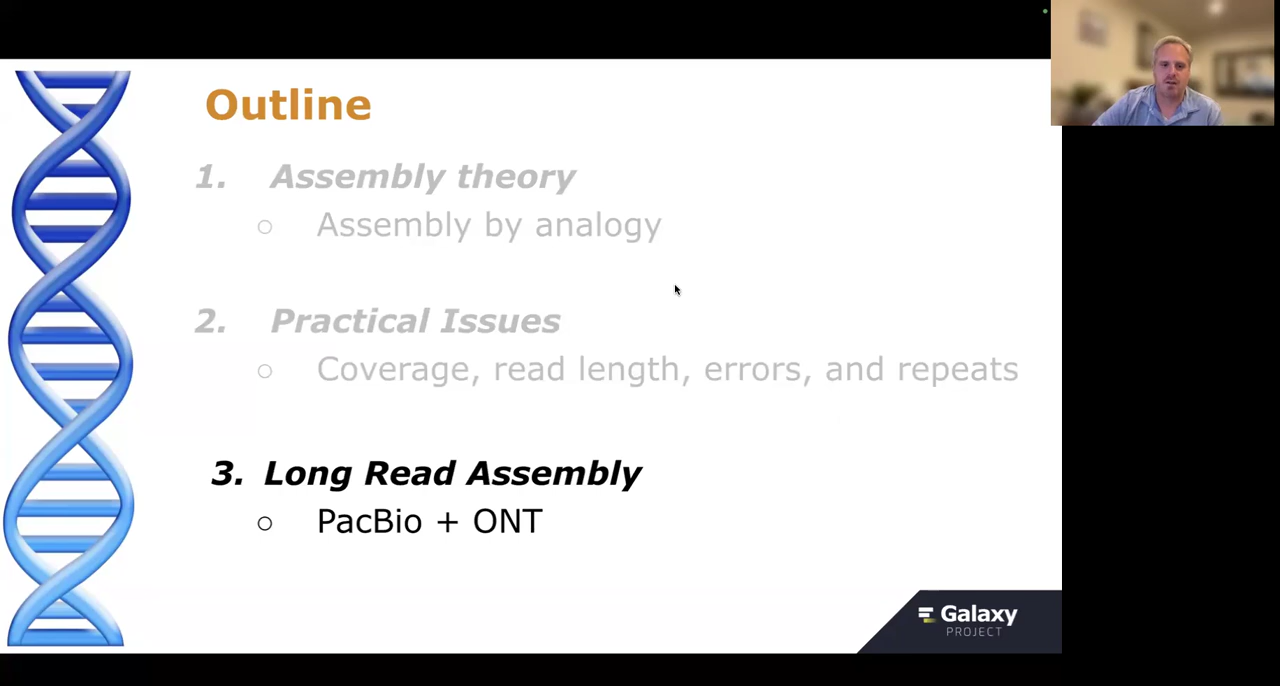 Outline
1. Assembly theory
○ Assembly by analogy
2. Practical Issues
○ Coverage, read length, errors, and repeats
3. Long Read Assembly
○ PacBio + ONT
Galaxy
PROJECT